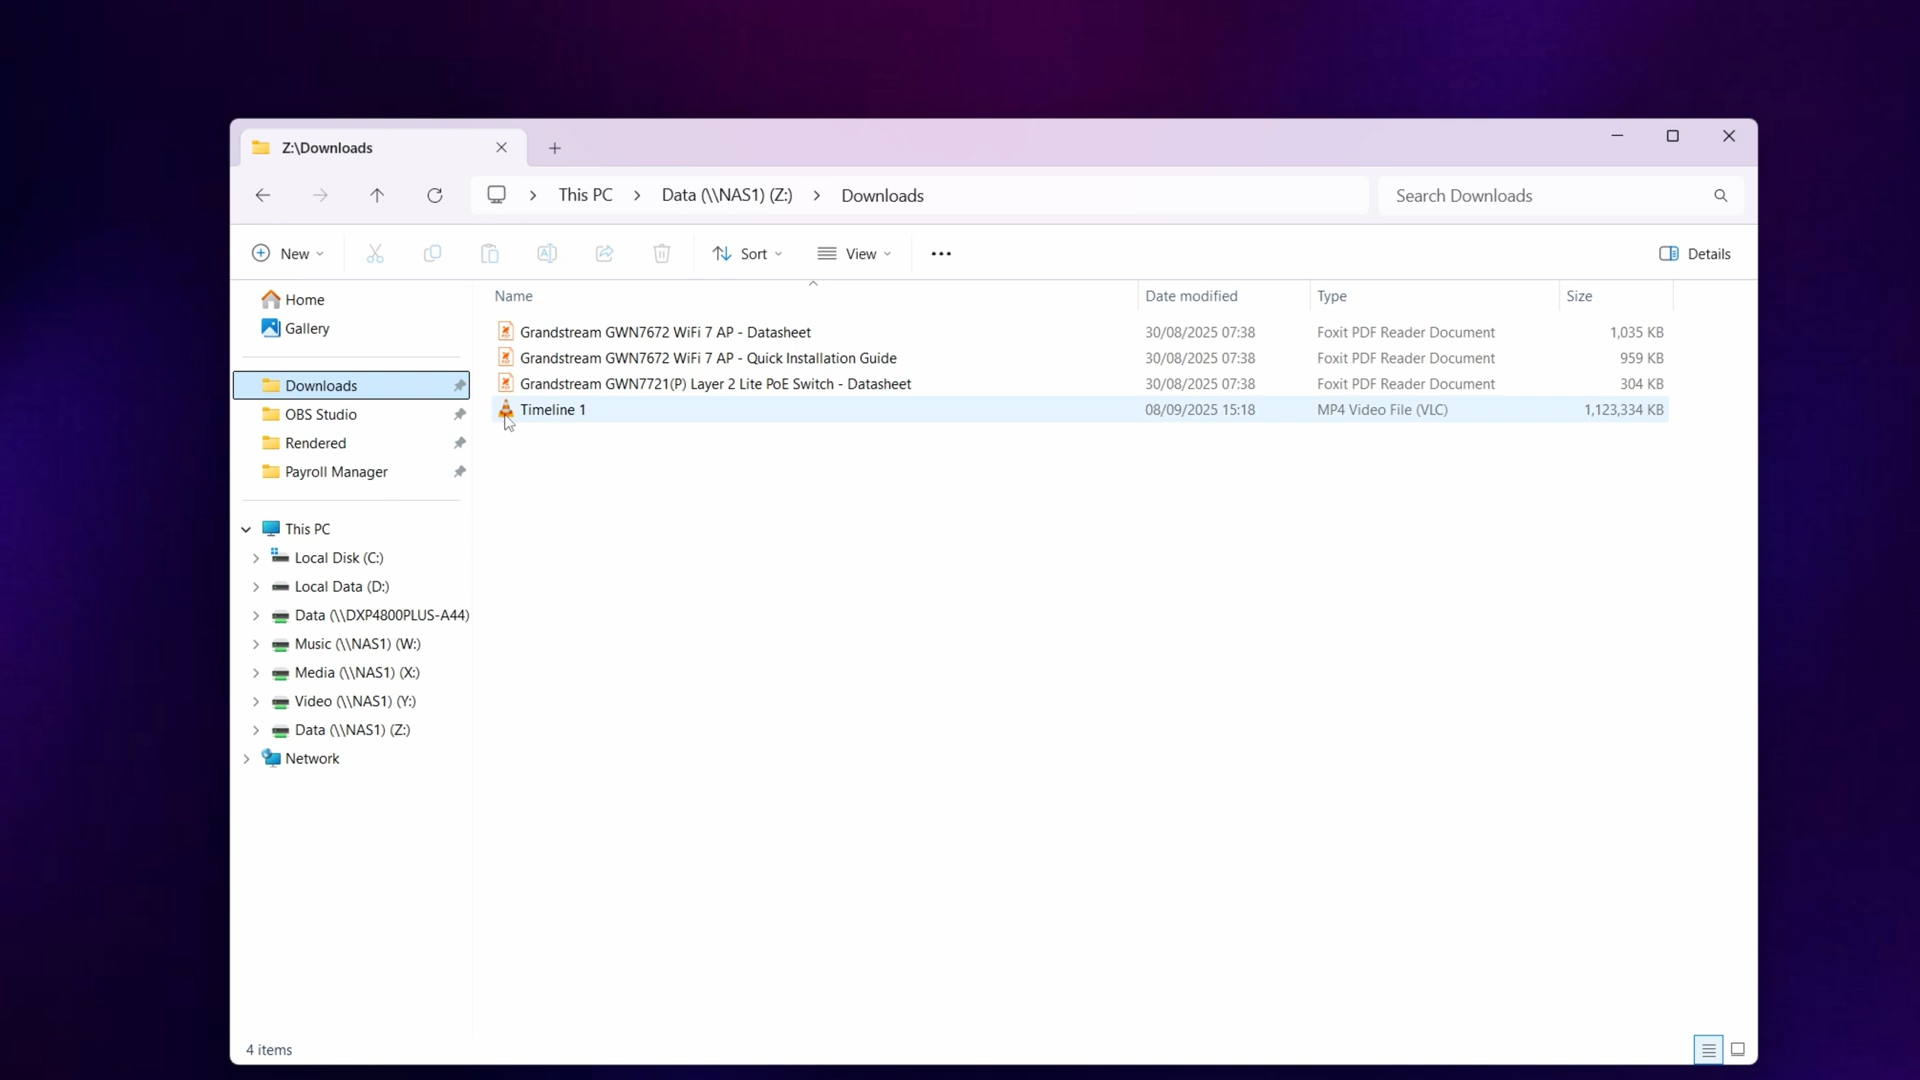 Z:\Downloads
This PC > Data (\\NAS1) (Z:) > Downloads
Search Downloads
New
Sort
View
Details
Home
Gallery
Downloads
OBS Studio
Rendered
Payroll Manager
This PC
Local Disk (C:)
Local Data (D:)
Data (\\DXP4800PLUS-A44)
Music (\\NAS1) (W:)
Media (\\NAS1) (X:)
Video (\\NAS1) (Y:)
Data (\\NAS1) (Z:)
Network
Name Date modified Type Size
Grandstream GWN7672 WiFi 7 AP - Datasheet 30/08/2025 07:38 Foxit PDF Reader Document 1,035 KB
Grandstream GWN7672 WiFi 7 AP - Quick Installation Guide 30/08/2025 07:38 Foxit PDF Reader Document 959 KB
Grandstream GWN7721(P) Layer 2 Lite PoE Switch - Datasheet 30/08/2025 07:38 Foxit PDF Reader Document 304 KB
Timeline 1 08/09/2025 15:18 MP4 Video File (VLC) 1,123,334 KB
4 items